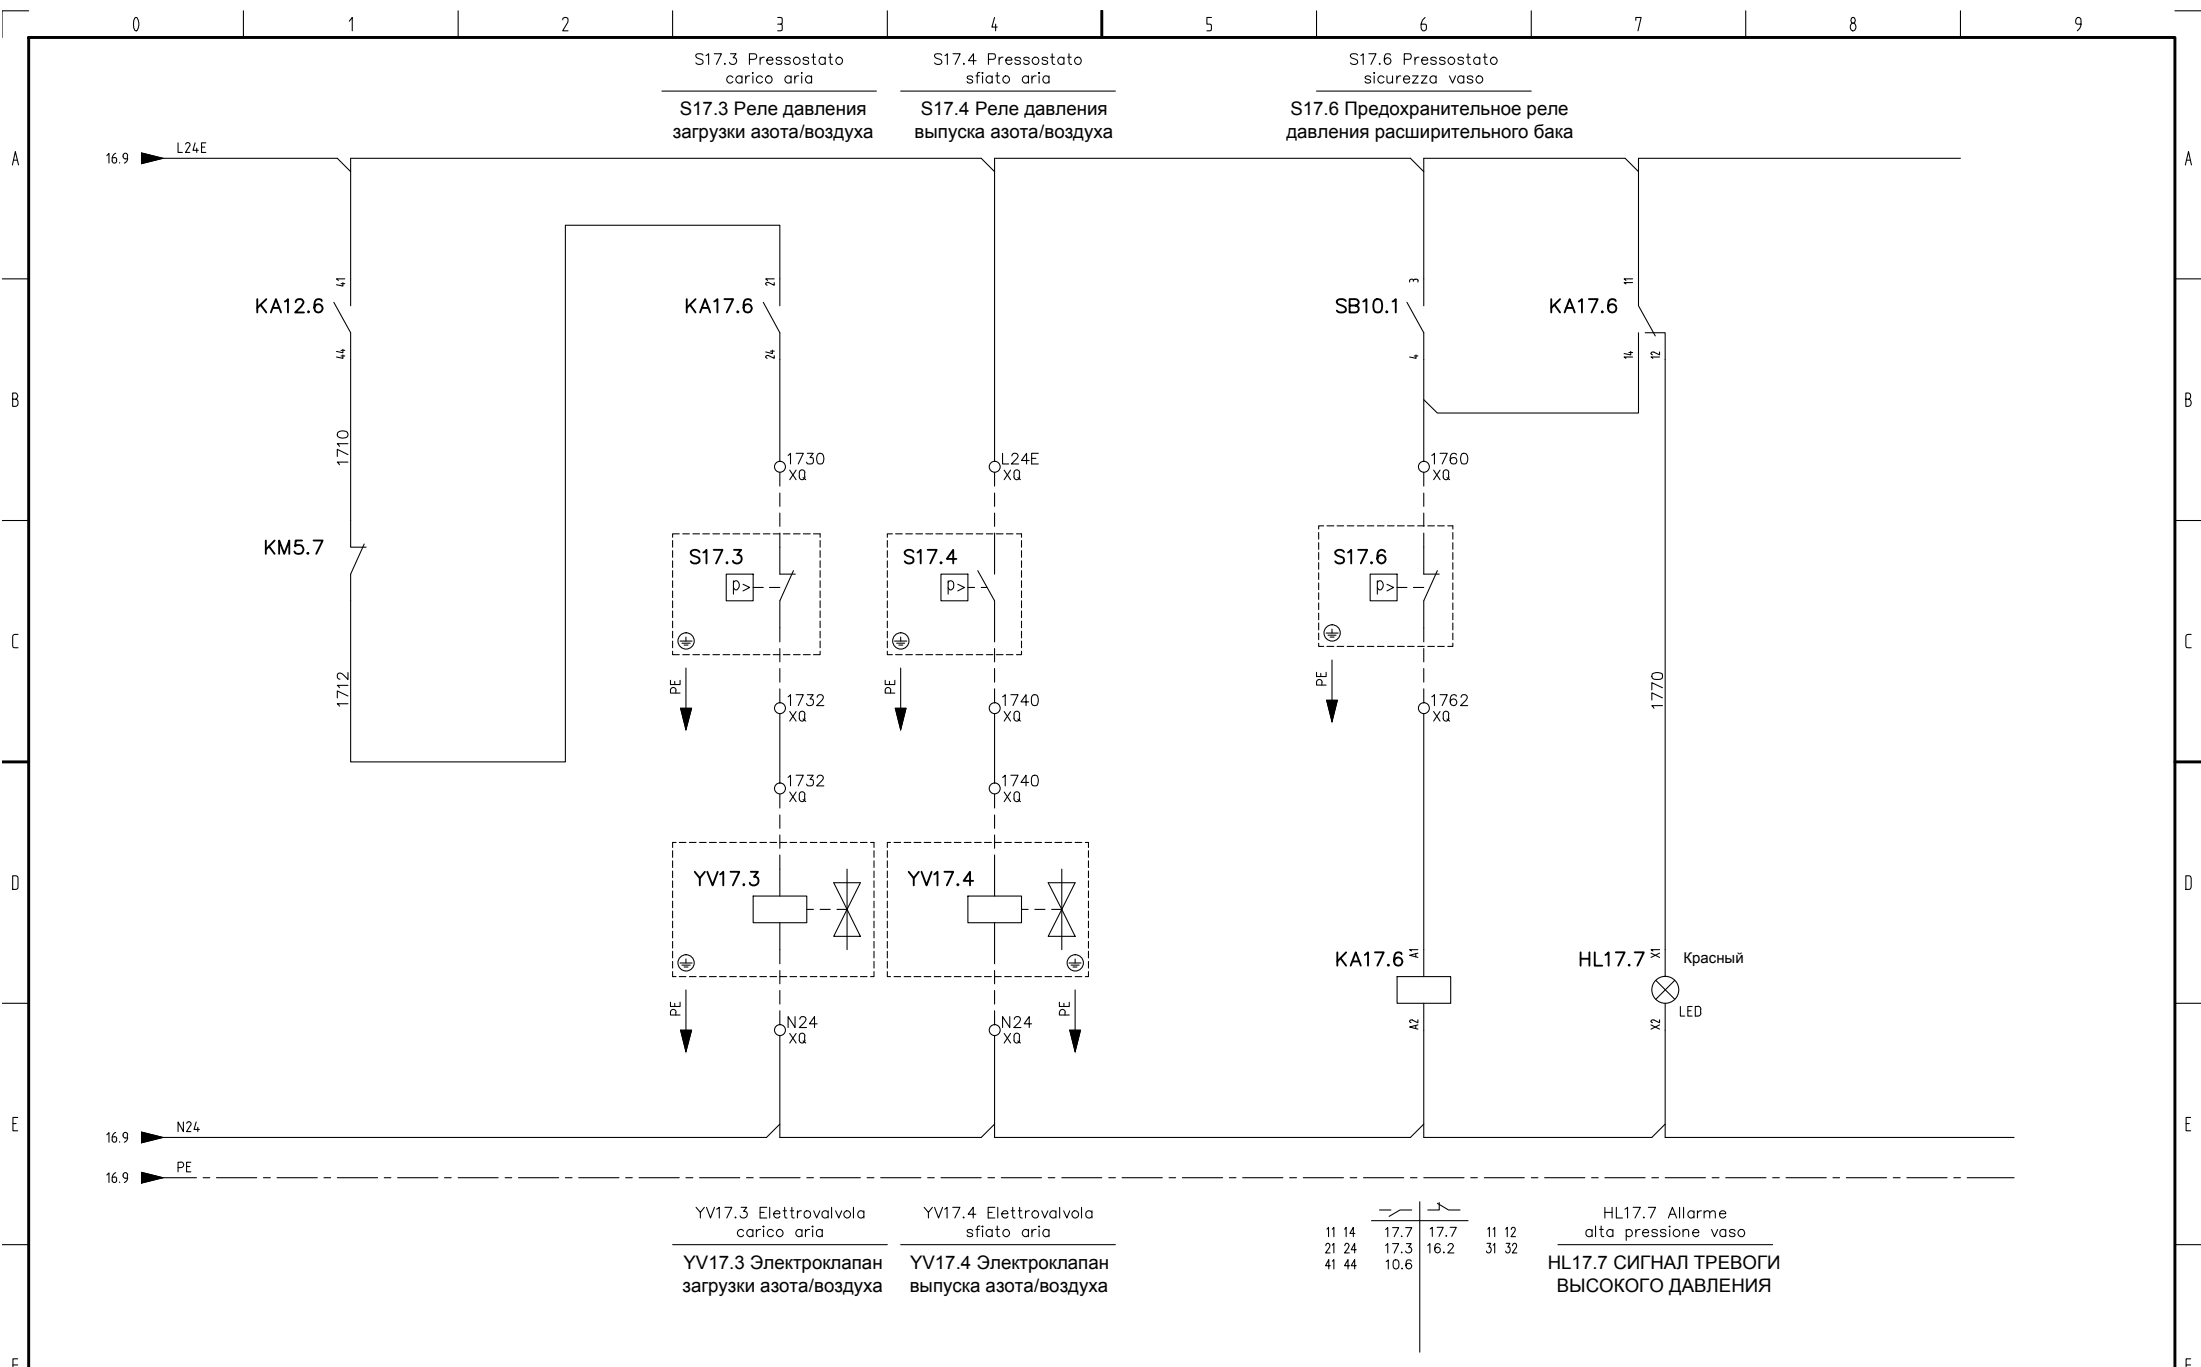 0 1 2 3 4 5 6 7 8 9
S17.3 Pressostato
carico aria
S17.3 Реле давления
загрузки азота/воздуха
S17.4 Pressostato
sfiato aria
S17.4 Реле давления
выпуска азота/воздуха
S17.6 Pressostato
sicurezza vaso
S17.6 Предохранительное реле
давления расширительного бака
A A
16.9 L24E
41
KA12.6
44
21
KA17.6
24
3
SB10.1
4
11
KA17.6
14 12
B B
1710
1730
XQ
L24E
XQ
1760
XQ
KM5.7
S17.3
P>
S17.4
P>
S17.6
P>
C C
1712
PE
1732
XQ
PE
1740
XQ
PE
1762
XQ
1770
1732
XQ
1740
XQ
D D
YV17.3
YV17.4
KA17.6 A1
A2
HL17.7 X1 Красный
LED
X2
PE
N24
XQ
N24
XQ
PE
E E
16.9 N24
16.9 PE
YV17.3 Elettrovalvola
carico aria
YV17.3 Электроклапан
загрузки азота/воздуха
YV17.4 Elettrovalvola
sfiato aria
YV17.4 Электроклапан
выпуска азота/воздуха
11 14 17.7 17.7 11 12
21 24 17.3 16.2 31 32
41 44 10.6
HL17.7 Allarme
alta pressione vaso
HL17.7 СИГНАЛ ТРЕВОГИ
ВЫСОКОГО ДАВЛЕНИЯ